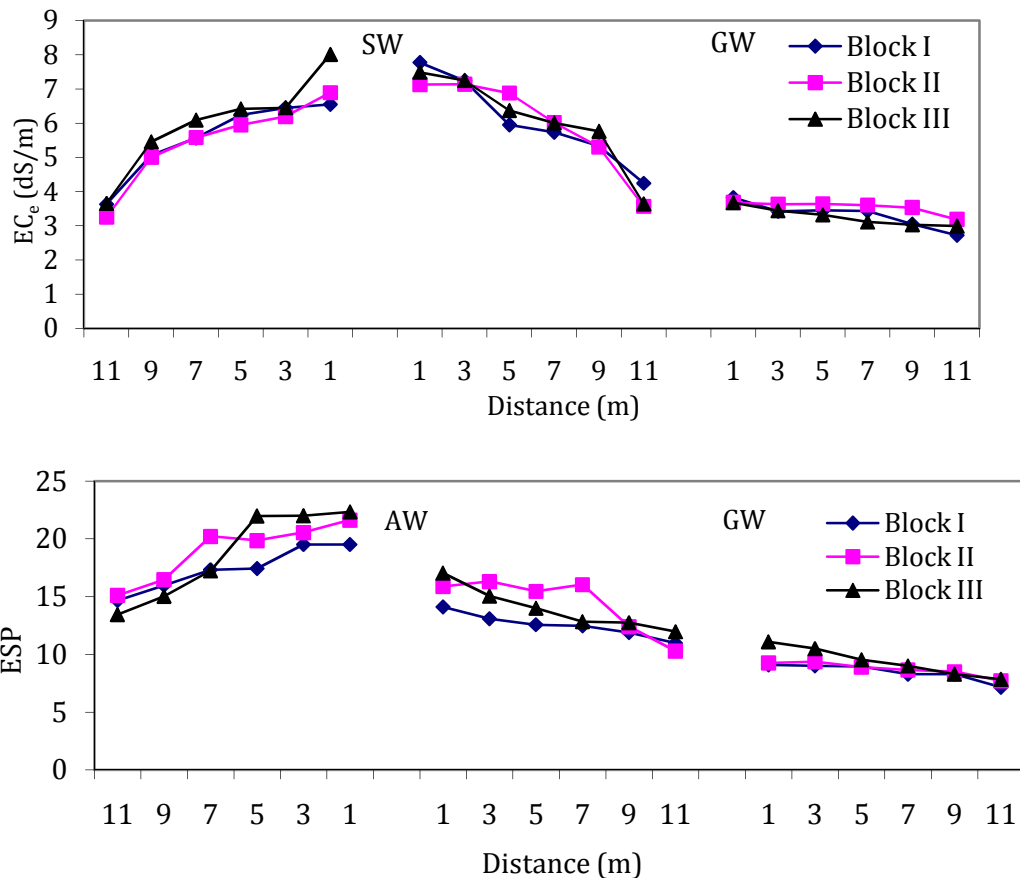 9
8
7
6
5
4
3
2
1
0
ECe (dS/m)
SW
GW
Block I
Block II
Block III
11 9 7 5 3 1 1 3 5 7 9 11 1 3 5 7 9 11
Distance (m)
25
20
15
10
5
0
ESP
AW
GW
Block I
Block II
Block III
11 9 7 5 3 1 1 3 5 7 9 11 1 3 5 7 9 11
Distance (m)